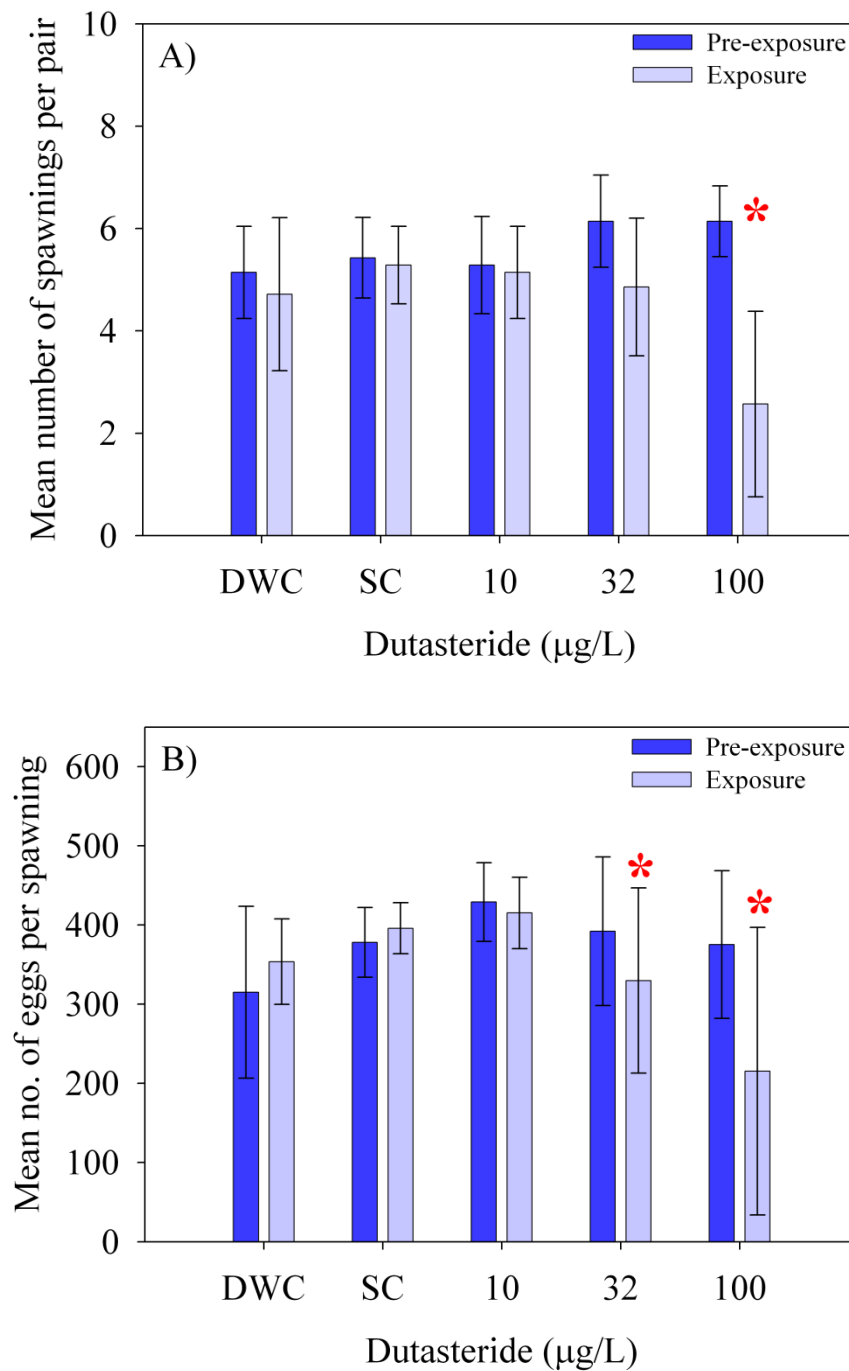 A)
Pre-exposure
Exposure
Mean number of spawnings per pair
10
8
6
4
2
0
*
DWC SC 10 32 100
Dutasteride (μg/L)
B)
Pre-exposure
Exposure
Mean no. of eggs per spawning
600
500
400
300
200
100
0
* *
DWC SC 10 32 100
Dutasteride (μg/L)